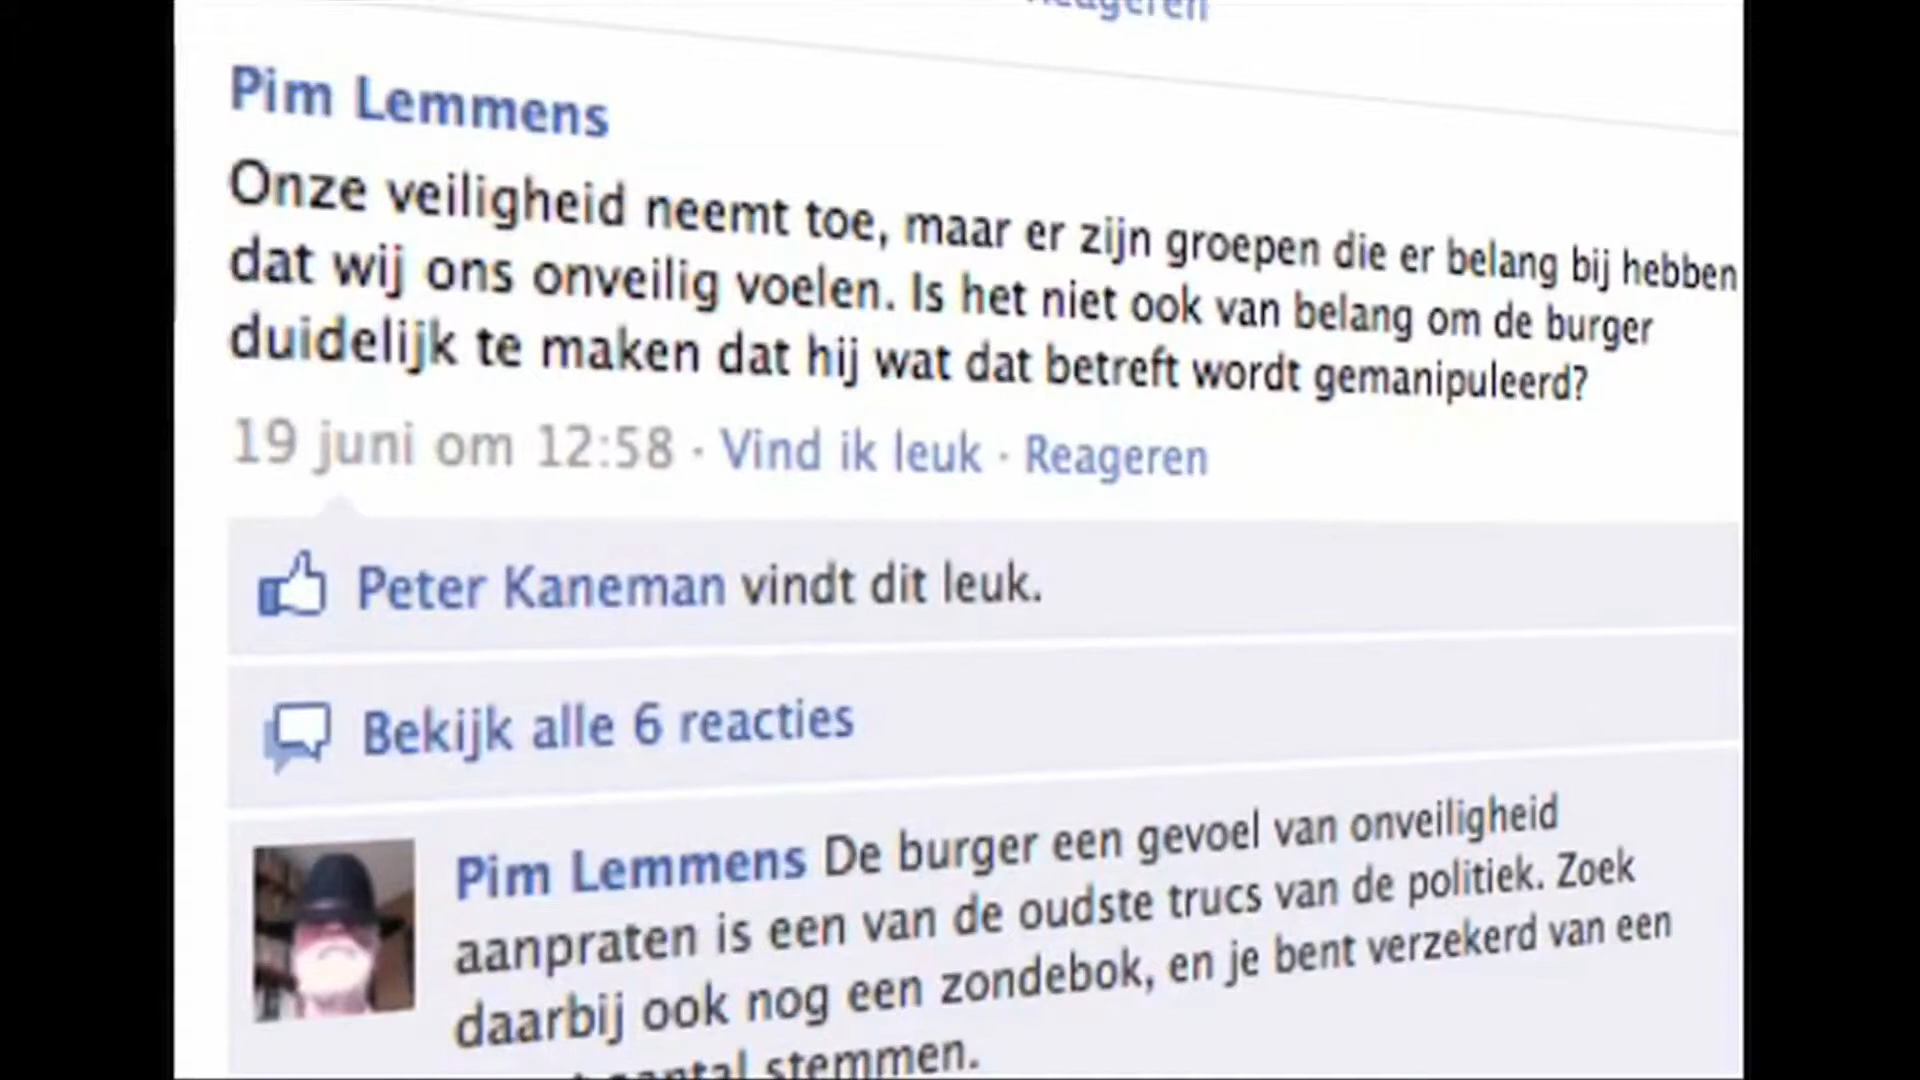 Reageren
Pim Lemmens
Onze veiligheid neemt toe, maar er zijn groepen die er belang bij hebben
dat wij ons onveilig voelen. Is het niet ook van belang om de burger
duidelijk te maken dat hij wat dat betreft wordt gemanipuleerd?
19 juni om 12:58 · Vind ik leuk · Reageren
Peter Kaneman vindt dit leuk.
Bekijk alle 6 reacties
Pim Lemmens De burger een gevoel van onveiligheid
aanpraten is een van de oudste trucs van de politiek. Zoek
daarbij ook nog een zondebok, en je bent verzekerd van een
aantal stemmen.